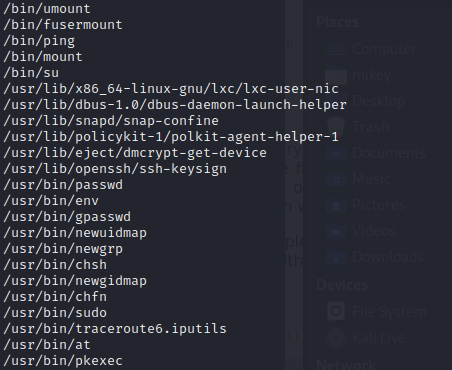 /bin/umount
/bin/fusermount
/bin/ping
/bin/mount
/bin/su
/usr/lib/x86_64-linux-gnu/lxc/lxc-user-nic
/usr/lib/dbus-1.0/dbus-daemon-launch-helper
/usr/lib/snapd/snap-confine
/usr/lib/policykit-1/polkit-agent-helper-1
/usr/lib/eject/dmcrypt-get-device
/usr/lib/openssh/ssh-keysign
/usr/bin/passwd
/usr/bin/env
/usr/bin/gpasswd
/usr/bin/newuidmap
/usr/bin/newgrp
/usr/bin/chsh
/usr/bin/newgidmap
/usr/bin/chfn
/usr/bin/sudo
/usr/bin/traceroute6.iputils
/usr/bin/at
/usr/bin/pkexec
Places
Computer
mikey
Desktop
Trash
Documents
Music
Pictures
Videos
Downloads
Devices
File System
Kali Live
Network